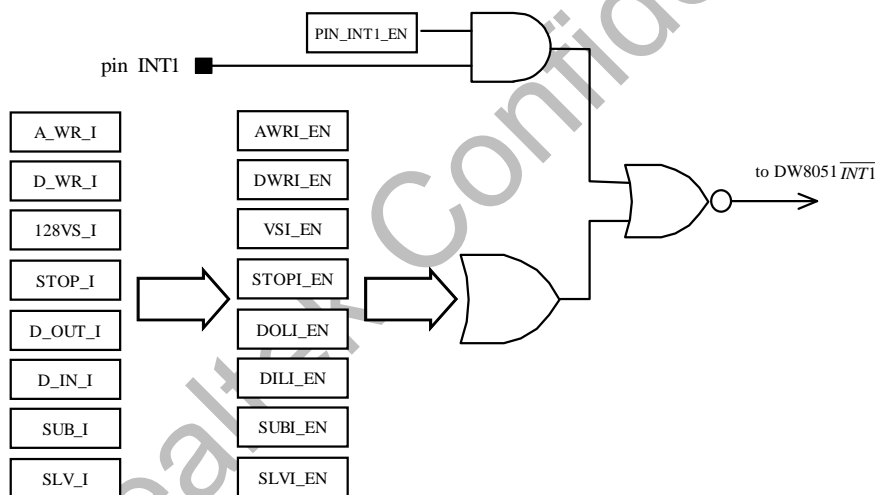 PIN_INT1_EN
pin INT1
A_WR_I AWRI_EN
D_WR_I DWRI_EN
to DW8051 INT1
128VS_I VSI_EN
STOP_I STOPI_EN
D_OUT_I DOLI_EN
D_IN_I DILI_EN
SUB_I SUBI_EN
SLV_I SLVI_EN